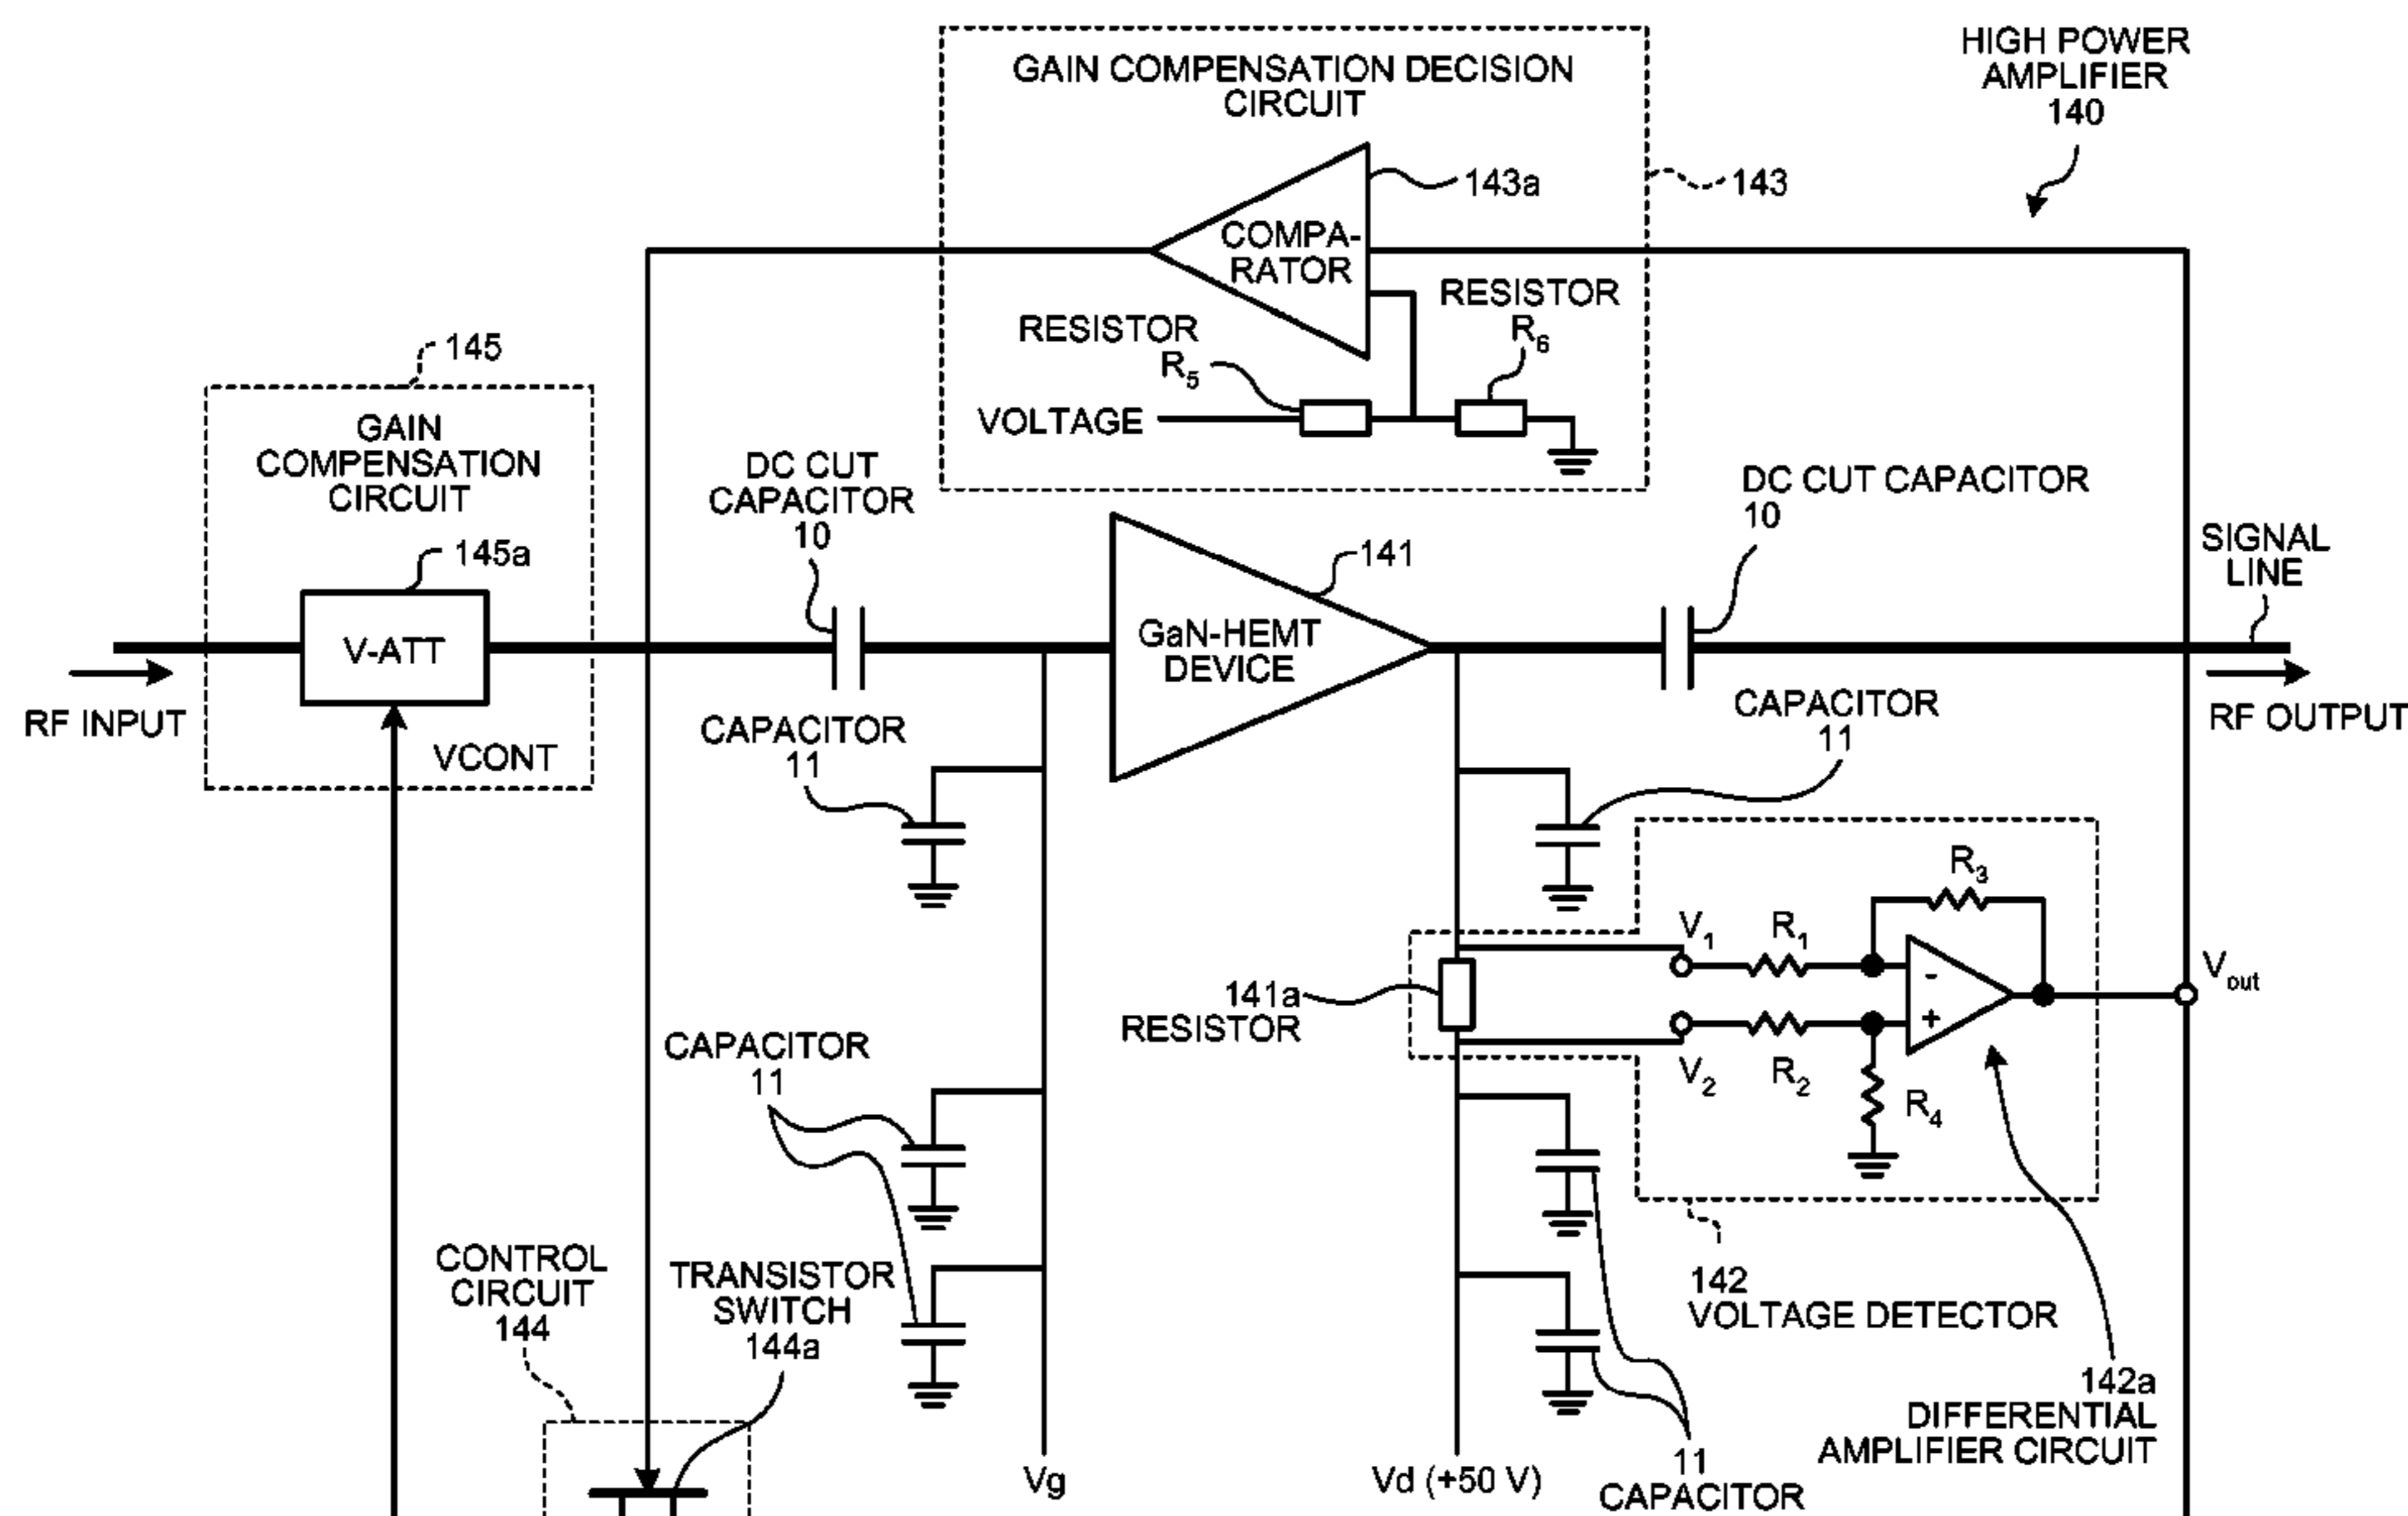 HIGH POWER
AMPLIFIER
140
GAIN COMPENSATION DECISION
CIRCUIT
143a
143
COMPA-
RATOR
RESISTOR
R6
RESISTOR
R5
VOLTAGE
145
GAIN
COMPENSATION
CIRCUIT
145a
V-ATT
VCONT
RF INPUT
DC CUT
CAPACITOR
10
141
GaN-HEMT
DEVICE
DC CUT CAPACITOR
10
SIGNAL
LINE
RF OUTPUT
CAPACITOR
11
CAPACITOR
11
R3
V1
R1
-
+
V2
R2
R4
Vout
141a
RESISTOR
CAPACITOR
11
142
VOLTAGE DETECTOR
142a
DIFFERENTIAL
AMPLIFIER CIRCUIT
CONTROL
CIRCUIT
144
TRANSISTOR
SWITCH
144a
Vg
Vd (+50 V)
11
CAPACITOR